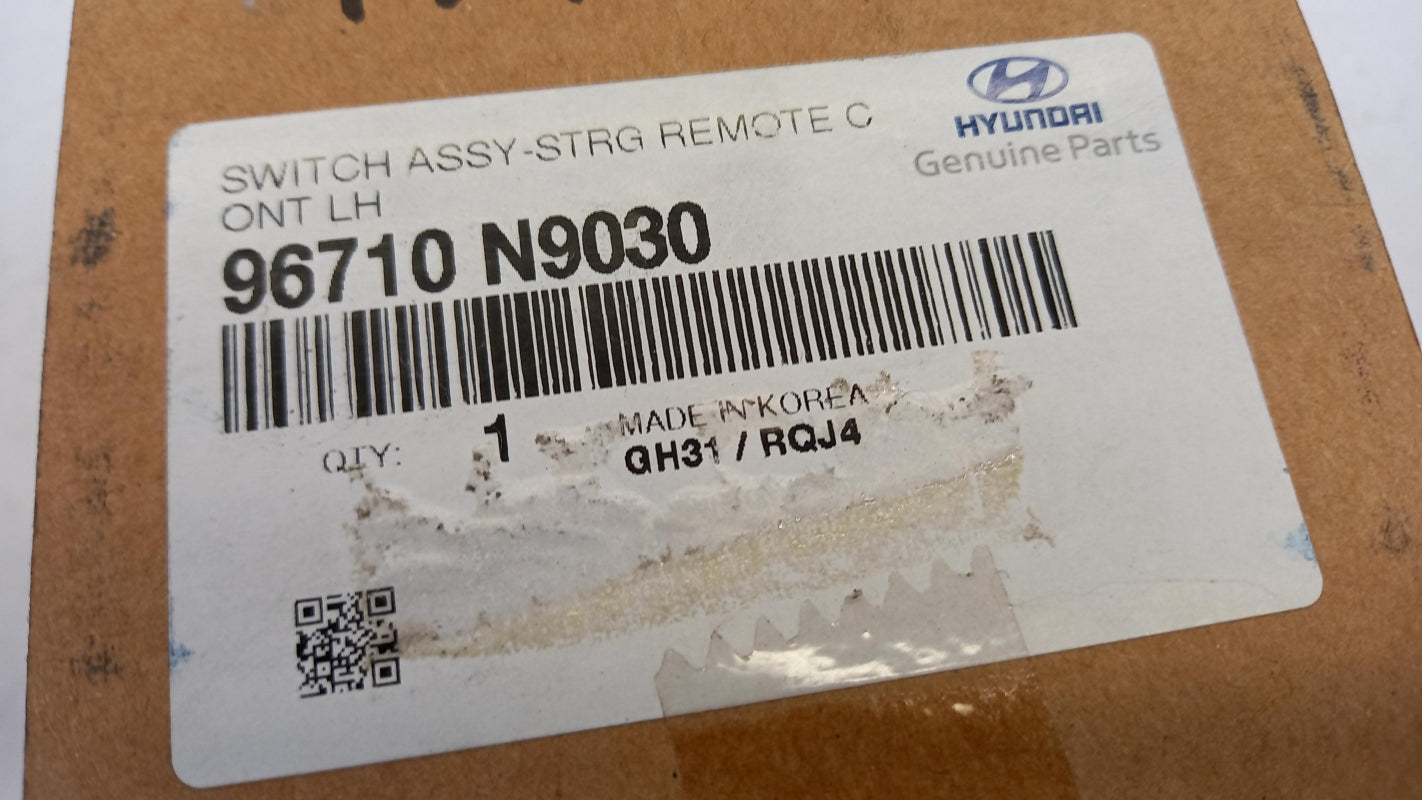 SWITCH ASSY-STRG REMOTE C
ONT LH
HYUNDAI
Genuine Parts
96710 N9030
QTY: 1
MADE IN KOREA
GH31 / RQJ4